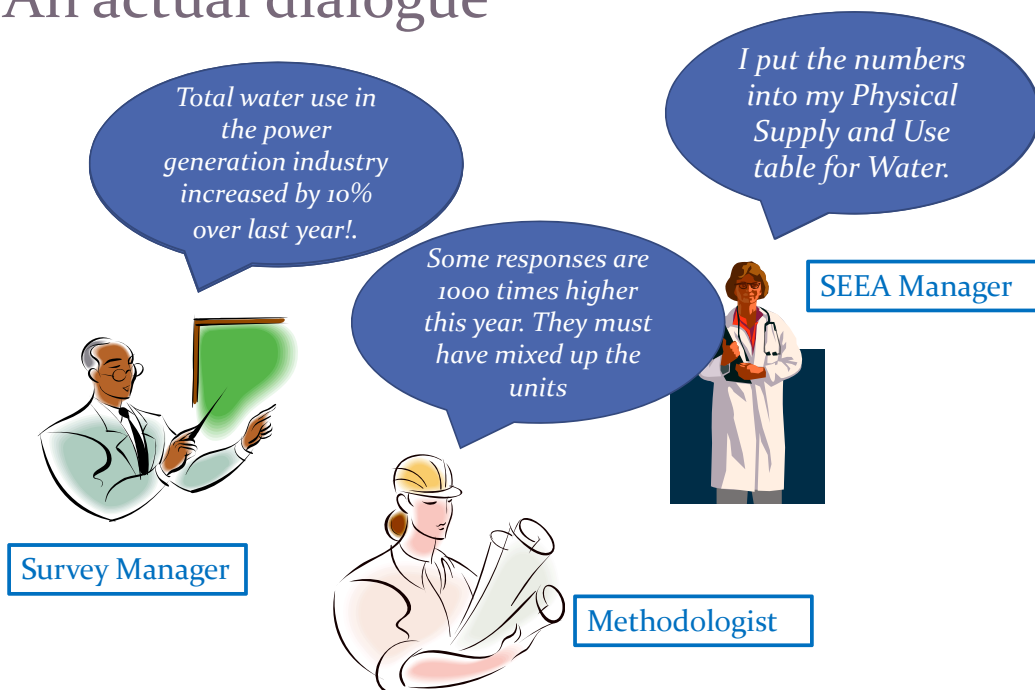 An actual dialogue
Total water use in
the power
generation industry
increased by 10%
over last year!.
Some responses are
1000 times higher
this year. They must
have mixed up the
units
I put the numbers
into my Physical
Supply and Use
table for Water.
SEEA Manager
Survey Manager
Methodologist